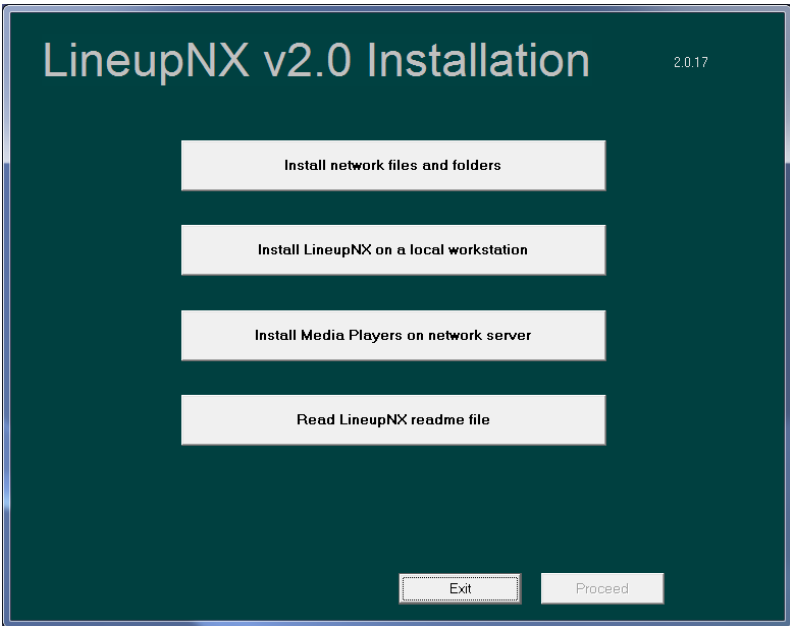 LineupNX v2.0 Installation
2.0.17
Install network files and folders
Install LineupNX on a local workstation
Install Media Players on network server
Read LineupNX readme file
Exit
Proceed